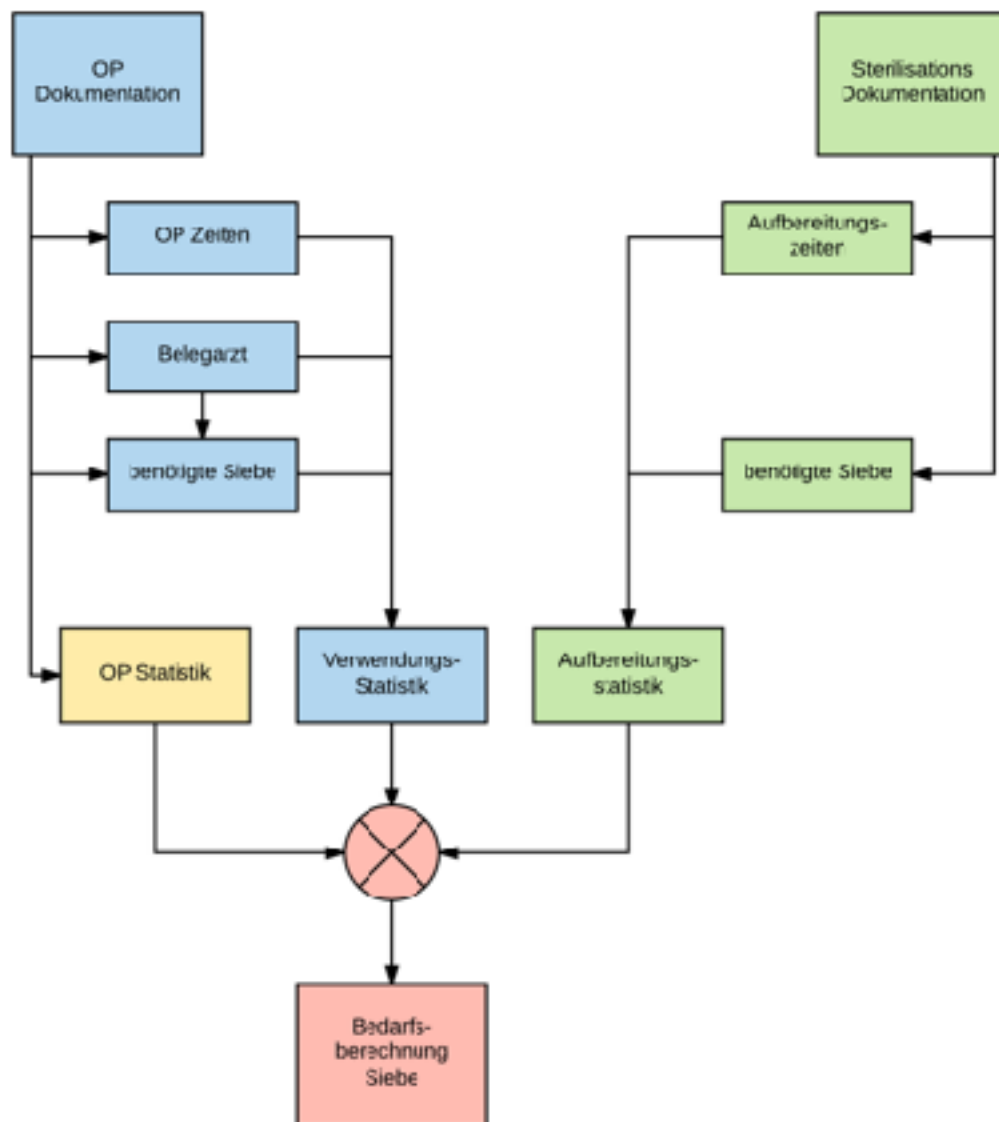 OP
Dokumentation
Sterilisations
Dokumentation
OP Zeiten
Aufbereitungs-
zeiten
Belegarzt
benötigte Siebe
benötigte Siebe
OP Statistik
Verwendungs-
Statistik
Aufbereitungs-
statistik
Bedarfs-
berechnung
Siebe